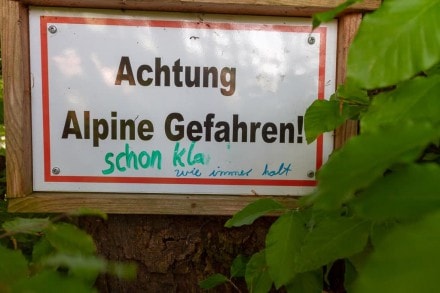 Achtung
Alpine Gefahren!
schon kla
wie immer halt